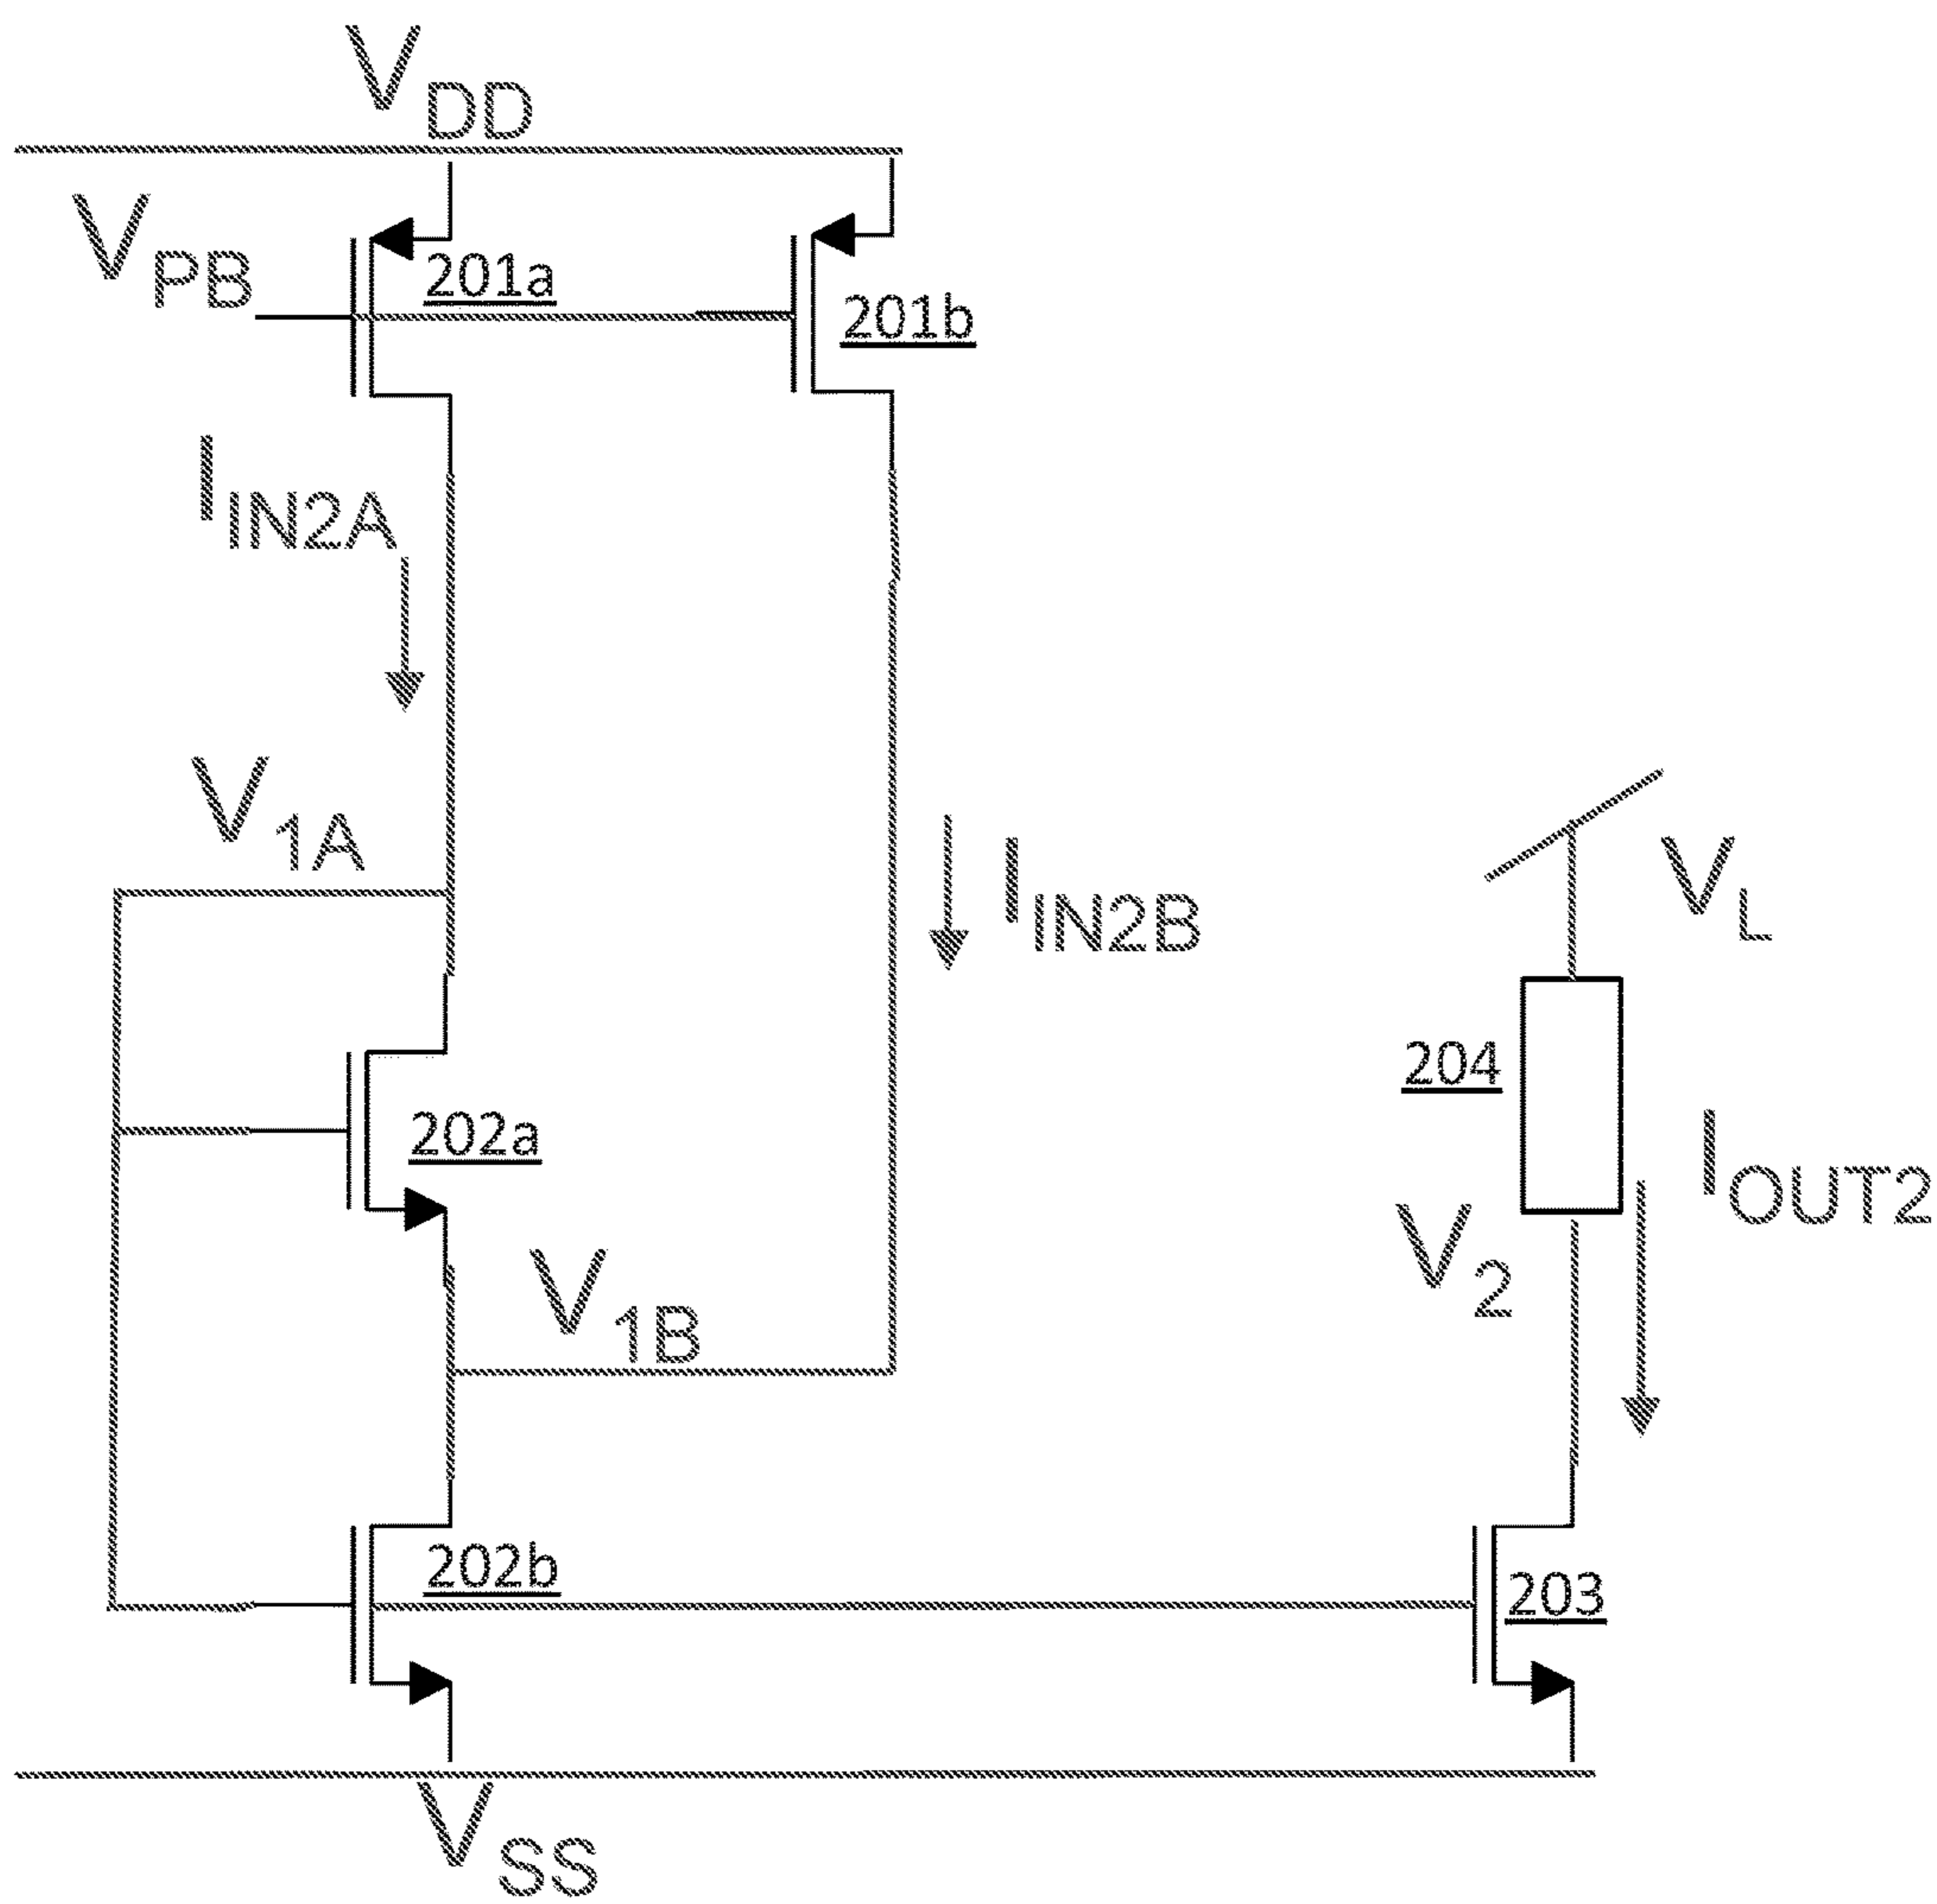 VDD
VPB
201a
201b
IIN2A
V1A
IIN2B
VL
204
202a
IOUT2
V2
V1B
202b
203
VSS